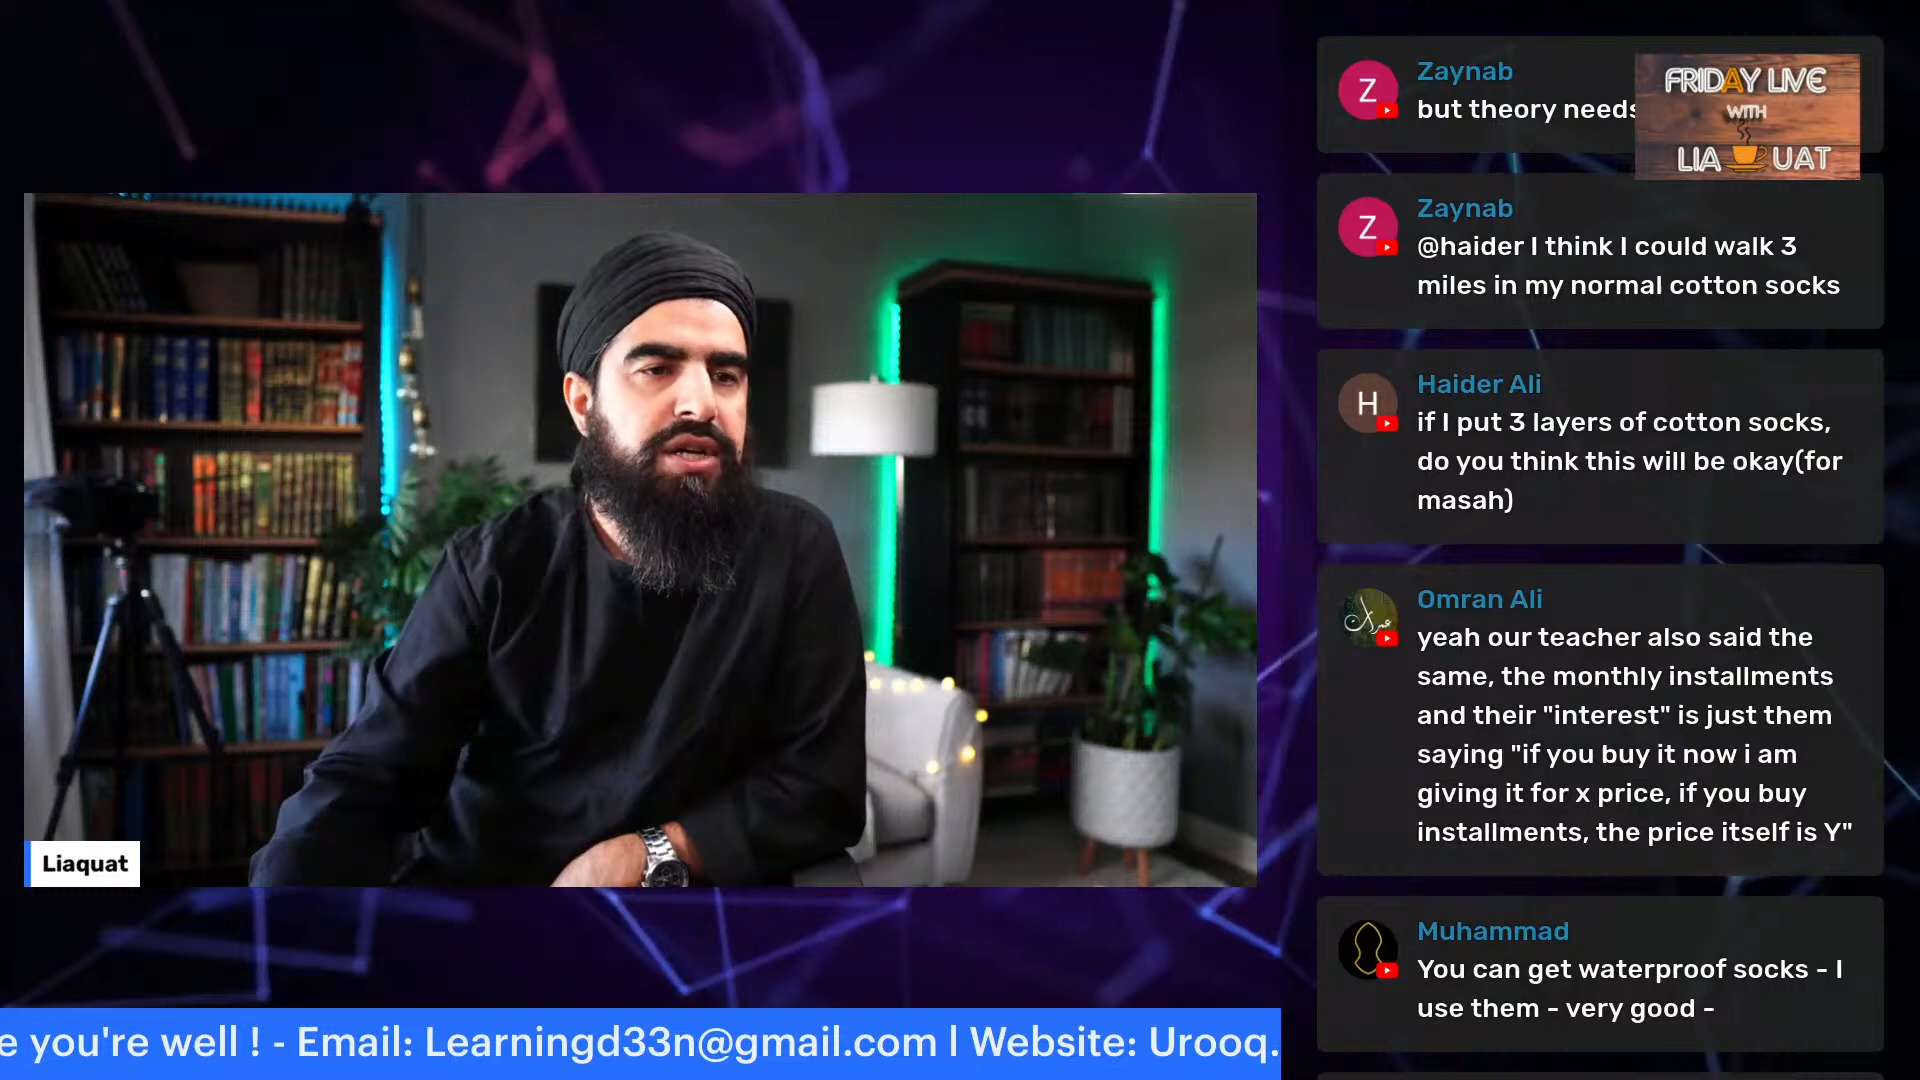 Zaynab
but theory needs
FRIDAY LIVE
WITH
LIA UAT
Z
Zaynab
@haider I think I could walk 3
miles in my normal cotton socks
Z
Haider Ali
if I put 3 layers of cotton socks,
do you think this will be okay(for
masah)
H
Omran Ali
yeah our teacher also said the
same, the monthly installments
and their "interest" is just them
saying "if you buy it now i am
giving it for x price, if you buy
installments, the price itself is Y"
Muhammad
You can get waterproof socks - I
use them - very good -
Liaquat
e you're well ! - Email: Learningd33n@gmail.com l Website: Urooq.